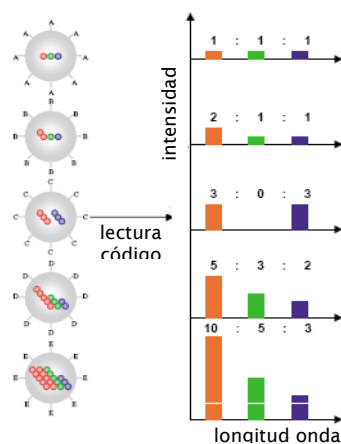 A
A A
A A
A A
A
B
B B
B B
B B
B
C
C C
C C
C C
C
D
D D
D D
D D
D
E
E E
E E
E E
E
lectura
código
intensidad
1 : 1 : 1
2 : 1 : 1
3 : 0 : 3
5 : 3 : 2
10 : 5 : 3
longitud onda